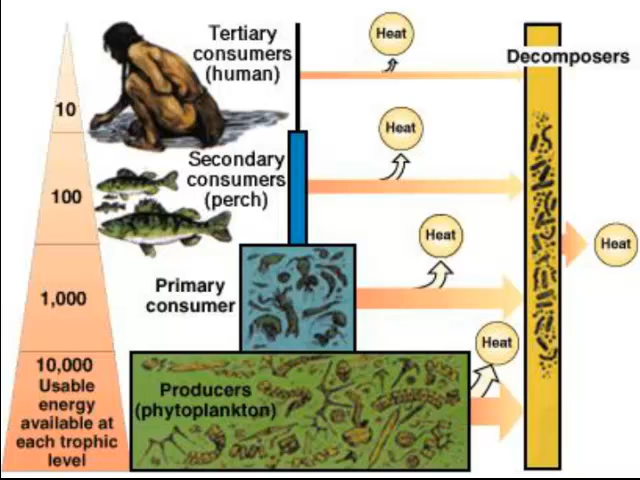 Tertiary
consumers
(human)
Heat
Decomposers
10
Secondary
consumers
(perch)
Heat
100
Heat
Heat
Primary
consumer
1,000
Heat
10,000
Usable
energy
available at
each trophic
level
Producers
(phytoplankton)